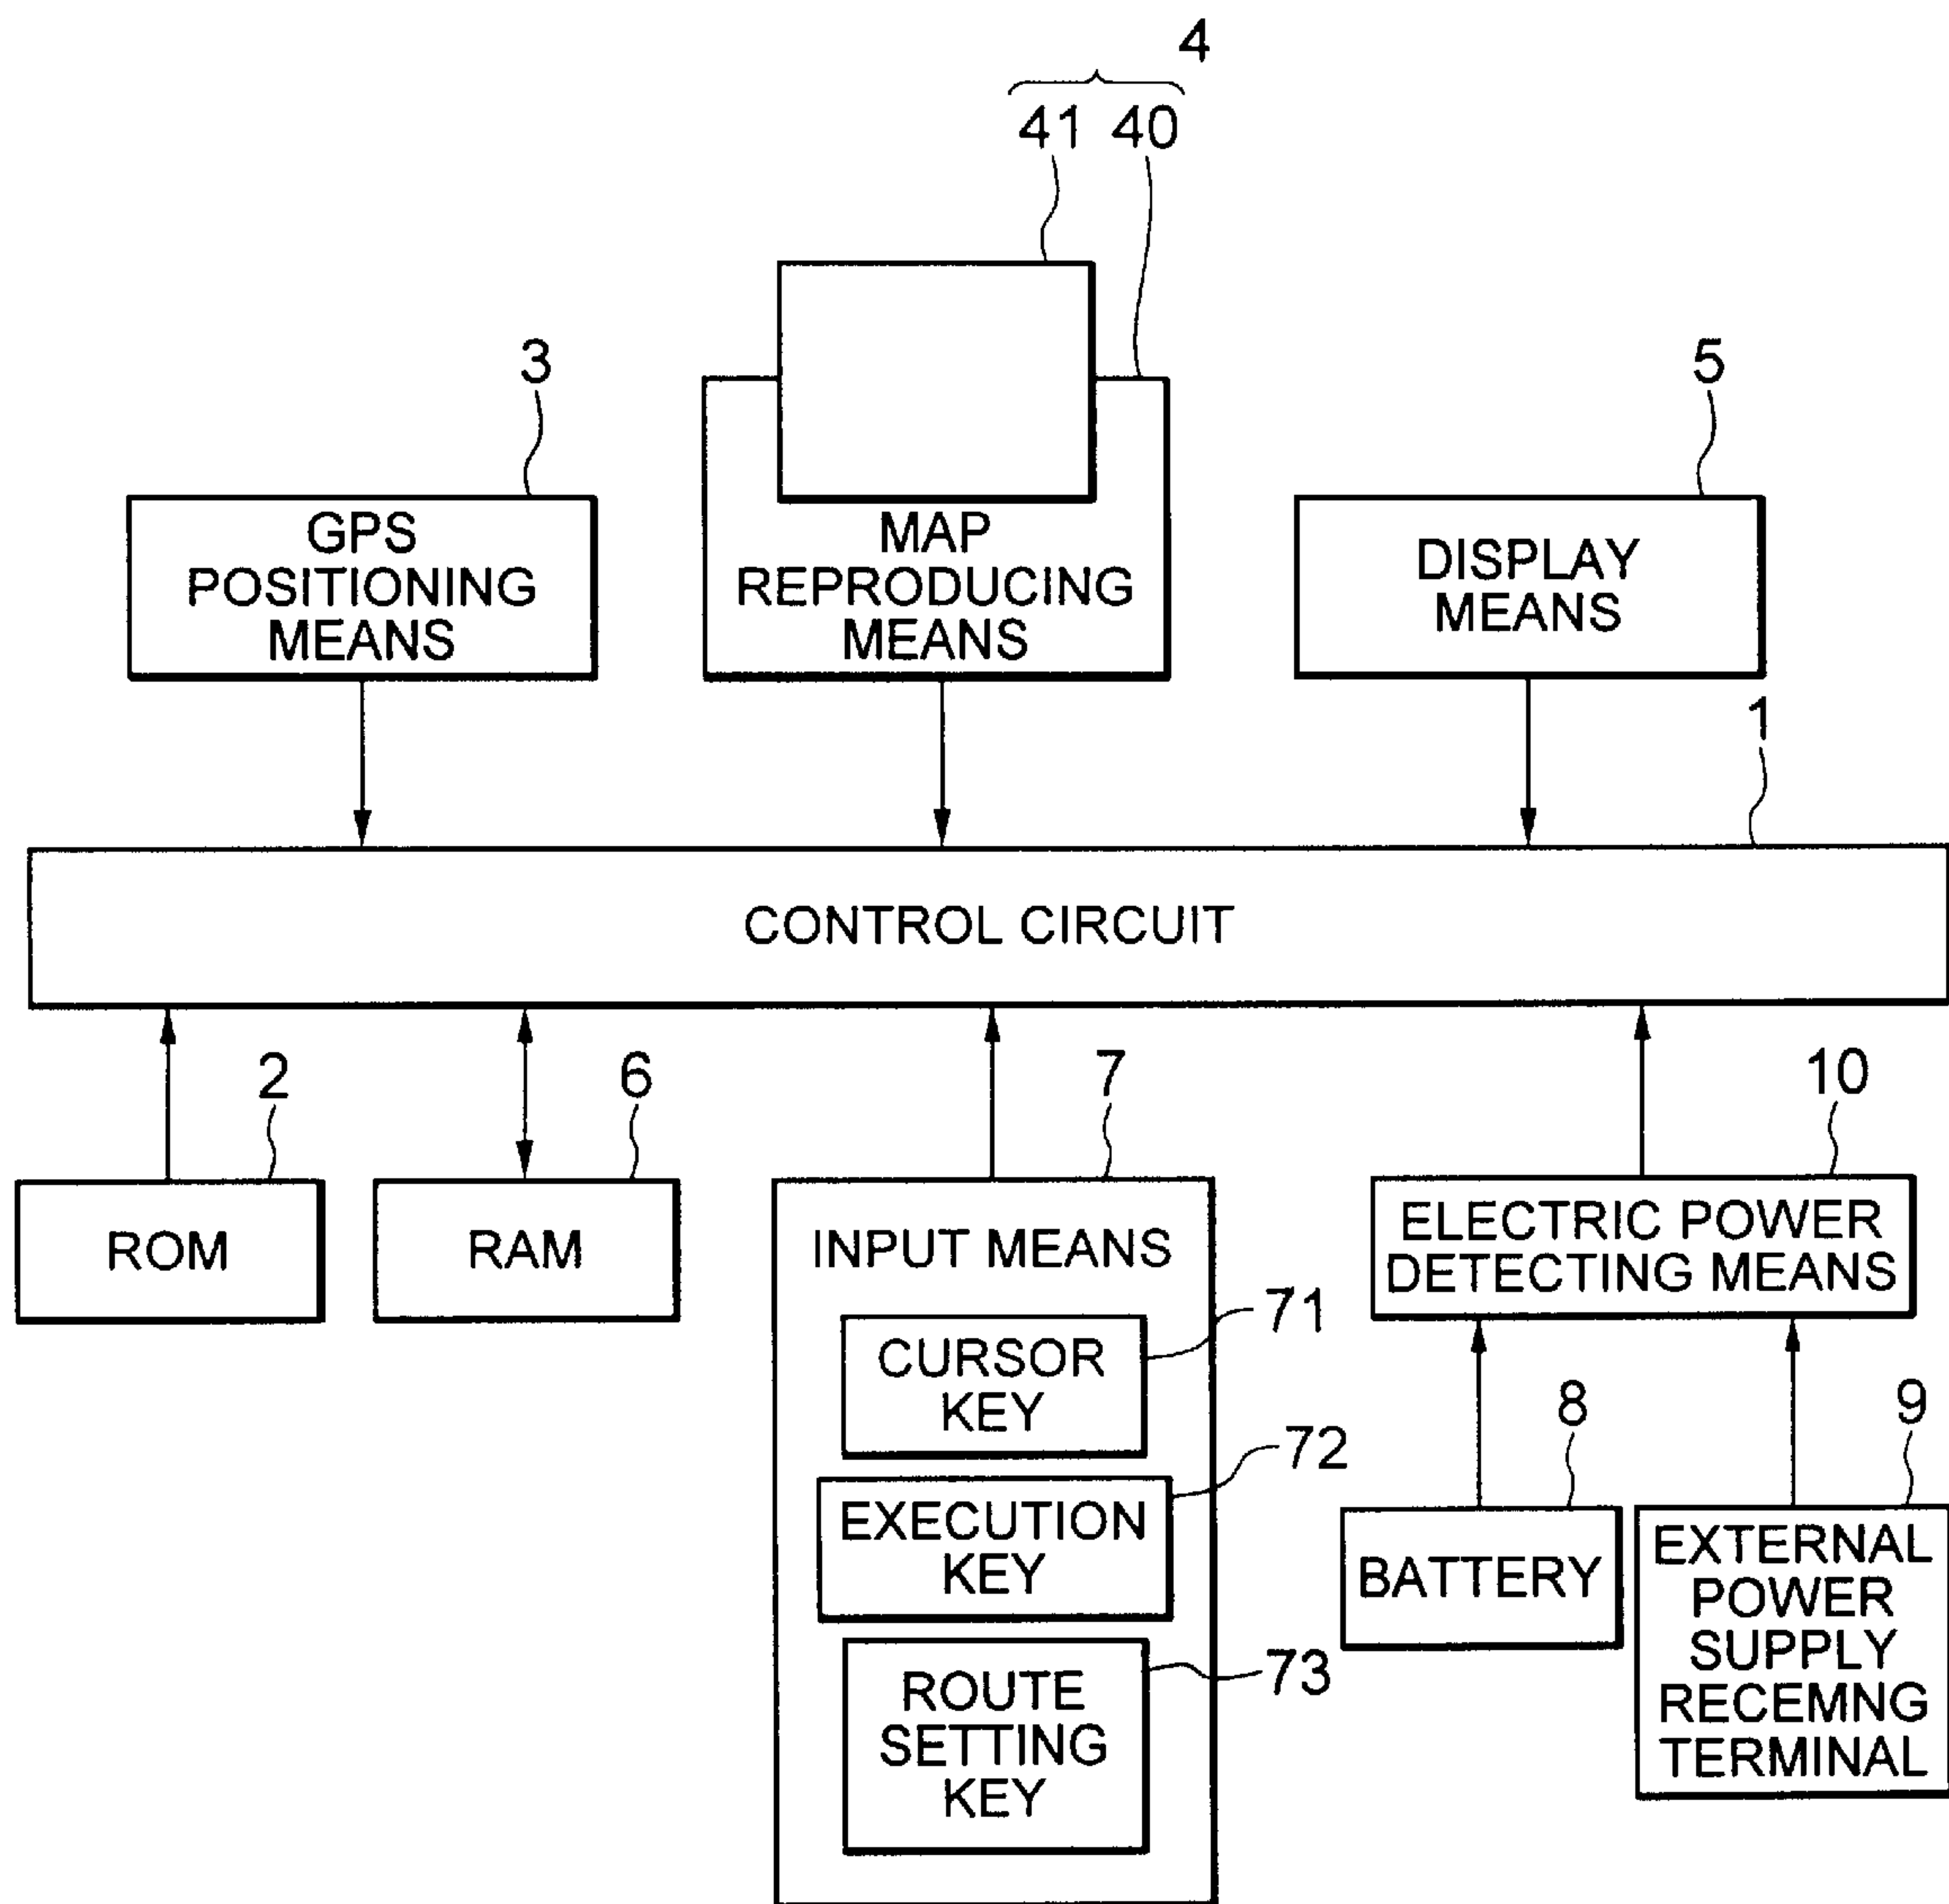 4
41 40
3
5
GPS
POSITIONING
MEANS
MAP
REPRODUCING
MEANS
DISPLAY
MEANS
1
CONTROL CIRCUIT
2
6
7
10
ROM
RAM
INPUT MEANS
ELECTRIC POWER
DETECTING MEANS
71
CURSOR
KEY
72
EXECUTION
KEY
73
ROUTE
SETTING
KEY
8
9
BATTERY
EXTERNAL
POWER
SUPPLY
RECEMNG
TERMINAL